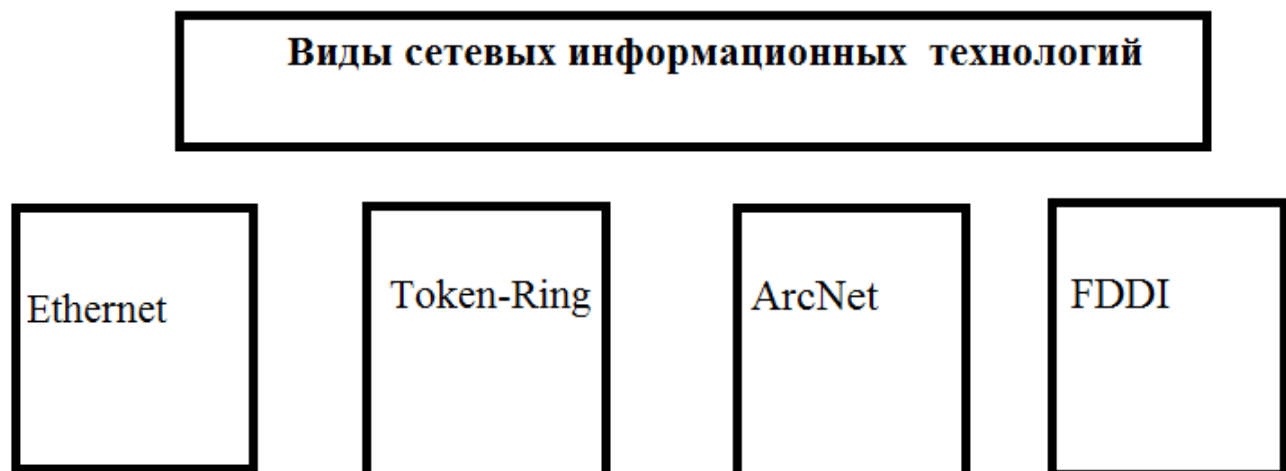 Виды сетевых информационных технологий
Ethernet
Token-Ring
ArcNet
FDDI